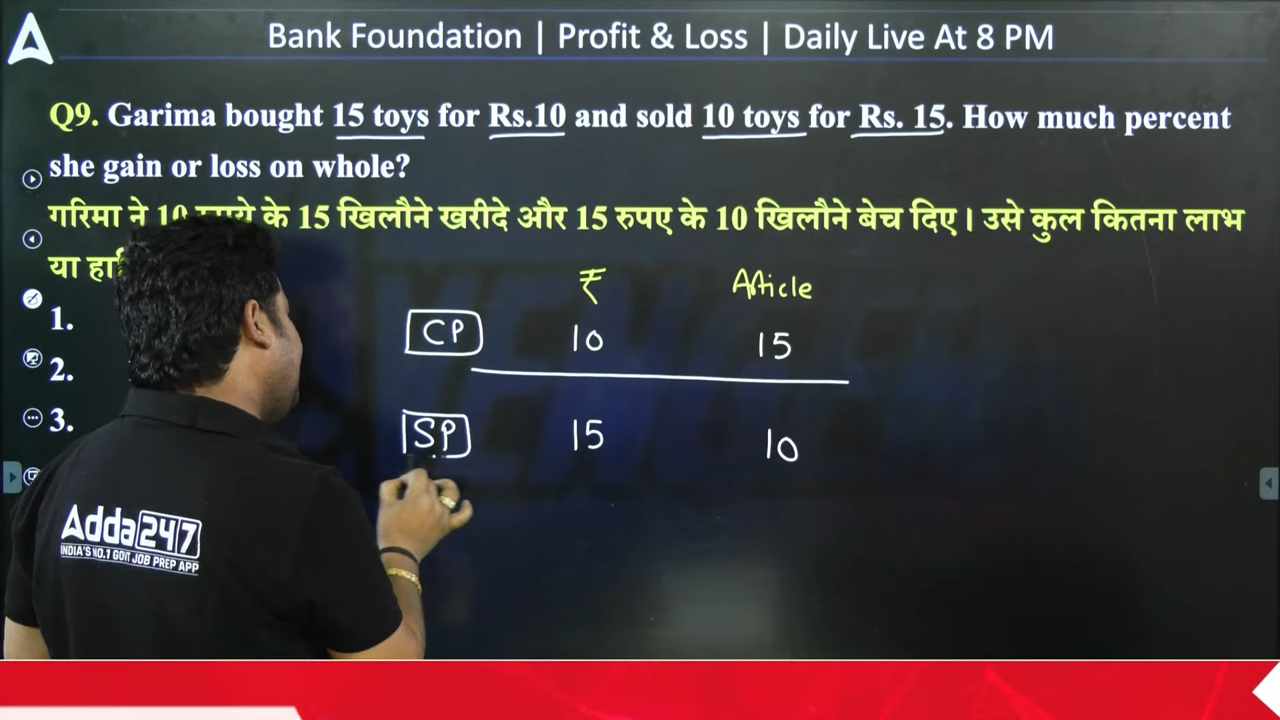 Bank Foundation | Profit & Loss | Daily Live At 8 PM
Q9. Garima bought 15 toys for Rs.10 and sold 10 toys for Rs. 15. How much percent
she gain or loss on whole?
गरिमा ने 10 के 15 खिलौने खरीदे और 15 रुपए के 10 खिलौने बेच दिए। उसे कुल कितना लाभ
या
₹ Article
1.
CP 10 15
2.
3.
SP 15 10
Adda247
INDIA'S NO.1 GOVT JOB PREP APP